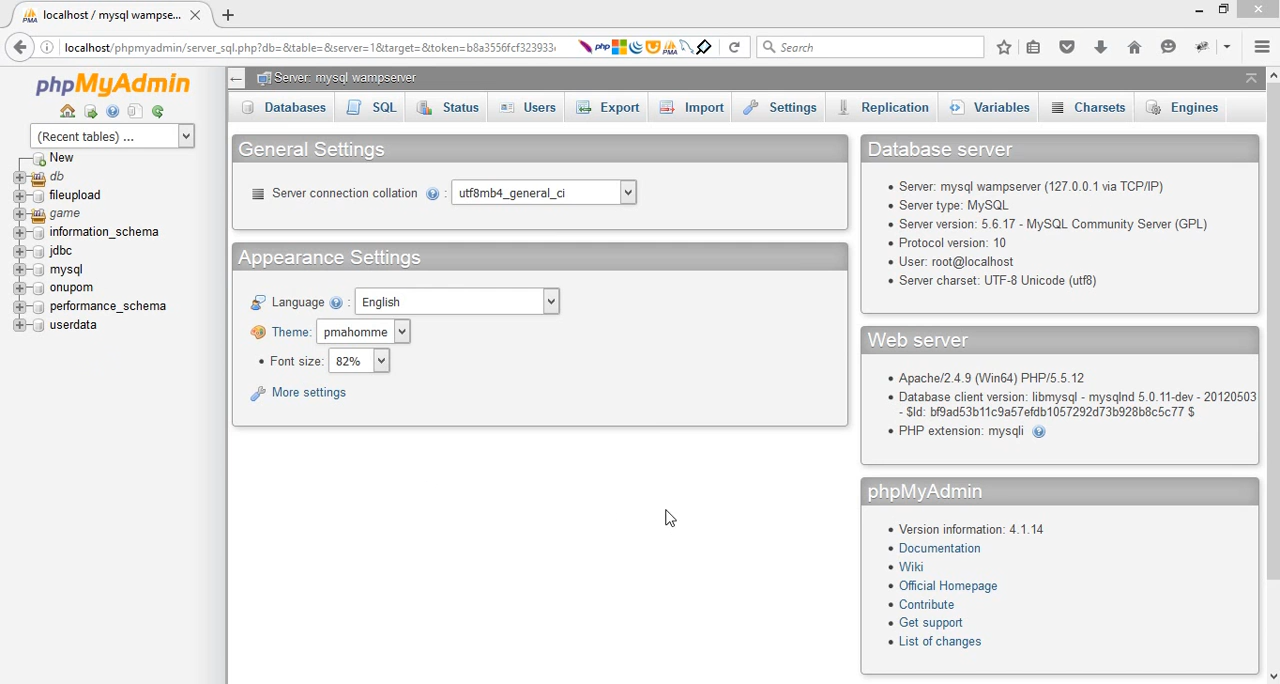 localhost / mysql wampse...
localhost/phpmyadmin/server_sql.php?db=&table=&server=1&target=&token=b8a3556fcf323933
php
PMA
Search
phpMyAdmin
(Recent tables) ...
New
db
fileupload
game
information_schema
jdbc
mysql
onupom
performance_schema
userdata
Server: mysql wampserver
Databases
SQL
Status
Users
Export
Import
Settings
Replication
Variables
Charsets
Engines
General Settings
Server connection collation :
utf8mb4_general_ci
Appearance Settings
Language : English
Theme: pmahomme
• Font size: 82%
More settings
Database server
• Server: mysql wampserver (127.0.0.1 via TCP/IP)
• Server type: MySQL
• Server version: 5.6.17 - MySQL Community Server (GPL)
• Protocol version: 10
• User: root@localhost
• Server charset: UTF-8 Unicode (utf8)
Web server
• Apache/2.4.9 (Win64) PHP/5.5.12
• Database client version: libmysql - mysqlnd 5.0.11-dev - 20120503
- $Id: bf9ad53b11c9a57efdb1057292d73b928b8c5c77 $
• PHP extension: mysqli
phpMyAdmin
• Version information: 4.1.14
• Documentation
• Wiki
• Official Homepage
• Contribute
• Get support
• List of changes